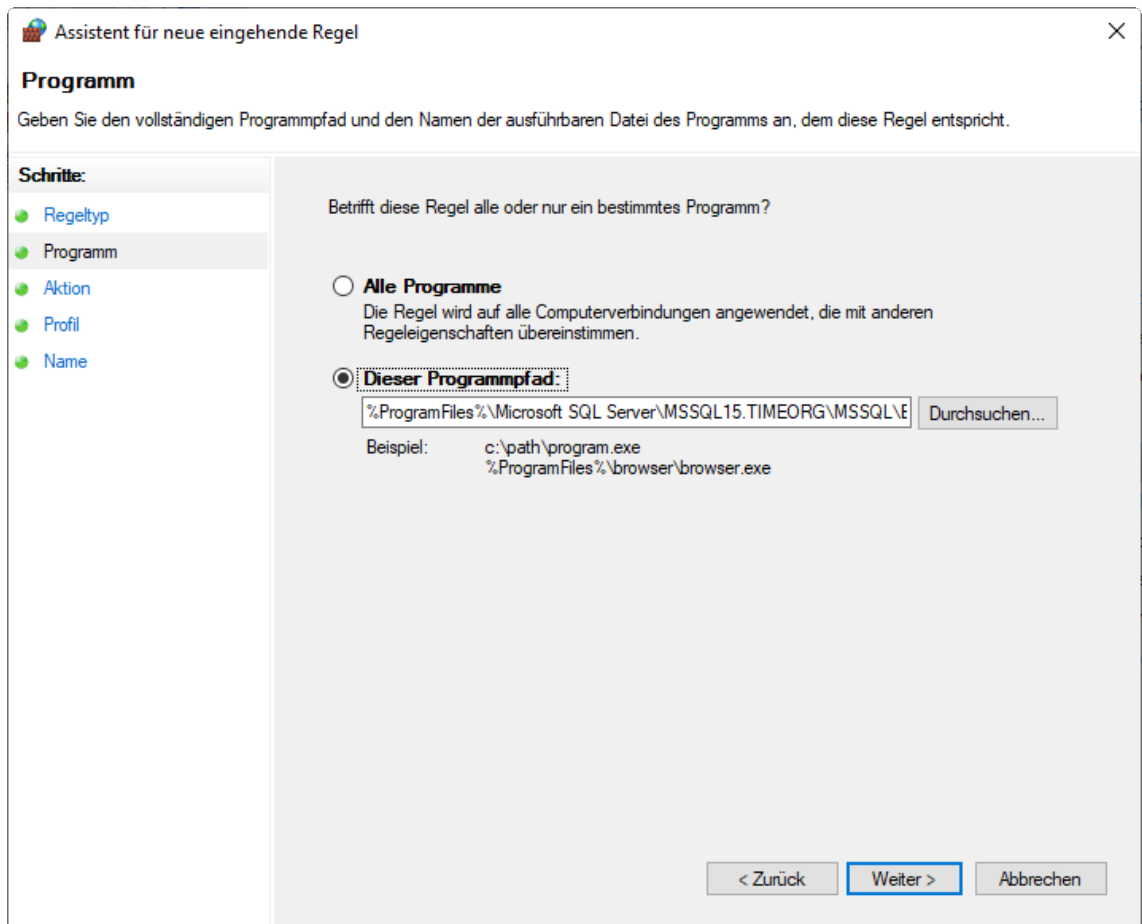 Assistent für neue eingehende Regel
Programm
Geben Sie den vollständigen Programmpfad und den Namen der ausführbaren Datei des Programms an, dem diese Regel entspricht.
Schritte:
Regeltyp
Programm
Aktion
Profil
Name
Betrifft diese Regel alle oder nur ein bestimmtes Programm?
Alle Programme
Die Regel wird auf alle Computerverbindungen angewendet, die mit anderen
Regeleigenschaften übereinstimmen.
Dieser Programmpfad:
%ProgramFiles%\Microsoft SQL Server\MSSQL15.TIMEORG\MSSQL\
Durchsuchen...
Beispiel: c:\path\program.exe
%ProgramFiles%\browser\browser.exe
< Zurück
Weiter >
Abbrechen